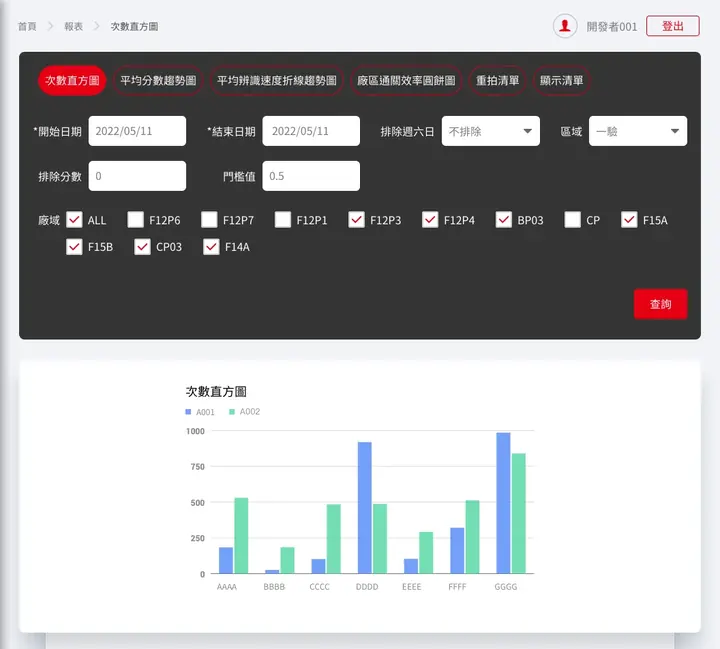 首頁 報表 次數直方圖 開發者001 登出
次數直方圖 平均分數趨勢圖 平均辨識速度折線趨勢圖 廠區通關效率圓餅圖 重拍清單 顯示清單
*開始日期 2022/05/11 *結束日期 2022/05/11 排除週六日 不排除 區域 一驗
排除分數 0 門檻值 0.5
廠域 ALL F12P6 F12P7 F12P1 F12P3 F12P4 BP03 CP F15A
F15B CP03 F14A
查詢
次數直方圖
A001 A002
1000
750
500
250
0
AAAA BBBB CCCC DDDD EEEE FFFF GGGG